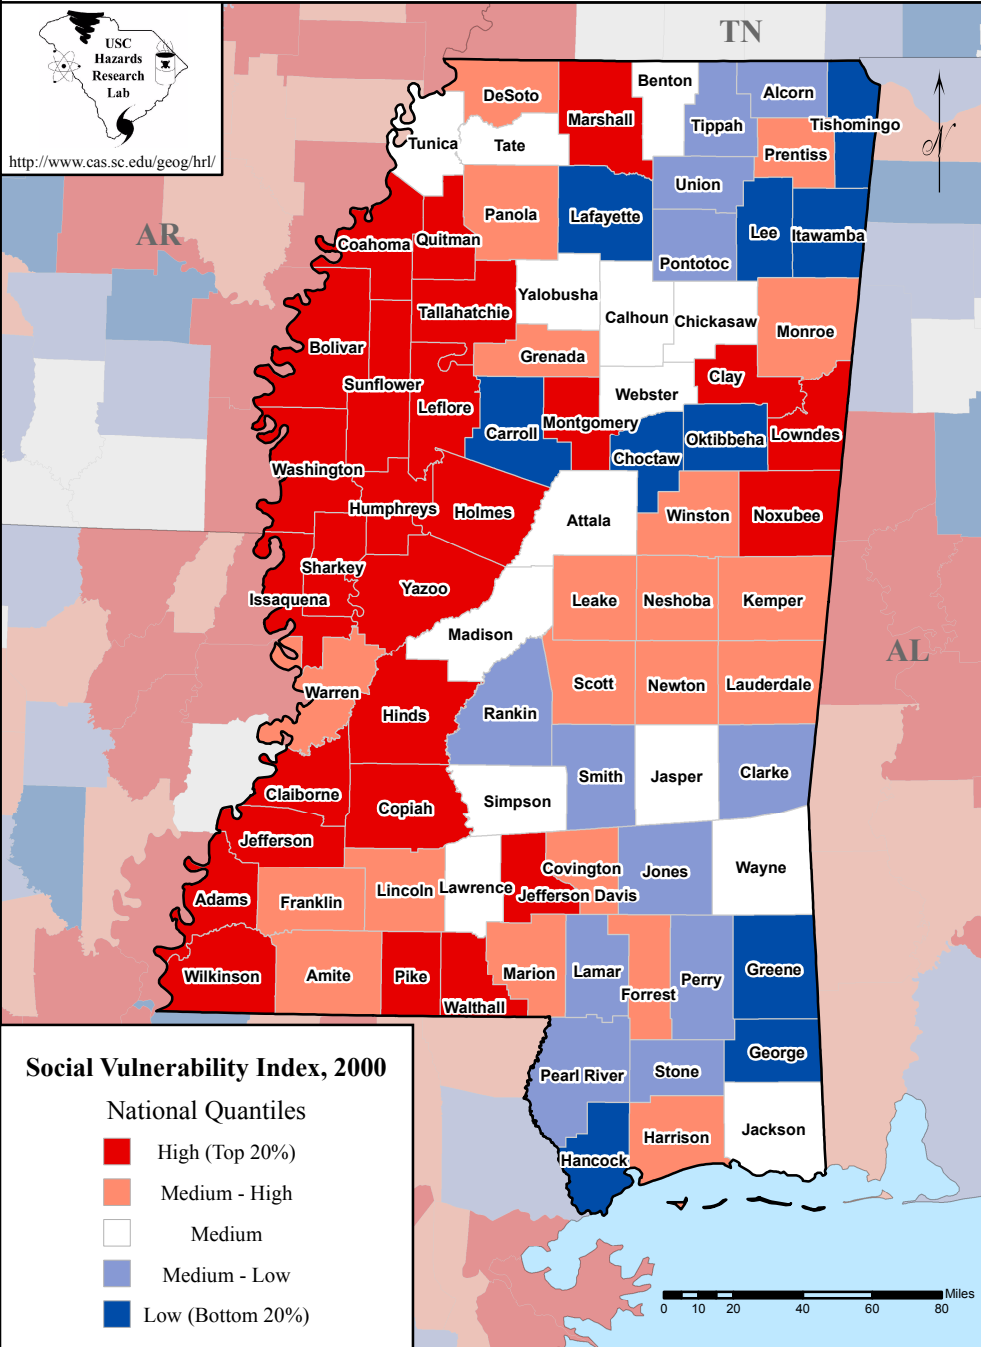 USC
Hazards
Research
Lab
http://www.cas.sc.edu/geog/hrl/
TN
N
AR
AL
Benton
DeSoto
Marshall
Tippah
Alcorn
Tishomingo
Tunica
Tate
Prentiss
Union
Panola
Lafayette
Lee
Itawamba
Coahoma
Quitman
Pontotoc
Yalobusha
Tallahatchie
Calhoun
Chickasaw
Monroe
Bolivar
Grenada
Sunflower
Clay
Webster
Leflore
Montgomery
Carroll
Oktibbeha
Lowndes
Choctaw
Washington
Humphreys
Holmes
Attala
Winston
Noxubee
Sharkey
Yazoo
Issaquena
Leake
Neshoba
Kemper
Madison
Warren
Scott
Newton
Lauderdale
Hinds
Rankin
Smith
Jasper
Clarke
Claiborne
Copiah
Simpson
Jefferson
Covington
Jones
Wayne
Lincoln
Lawrence
Jefferson Davis
Adams
Franklin
Wilkinson
Amite
Pike
Marion
Lamar
Perry
Greene
Forrest
Walthall
George
Pearl River
Stone
Harrison
Jackson
Hancock
Social Vulnerability Index, 2000
National Quantiles
High (Top 20%)
Medium - High
Medium
Medium - Low
Low (Bottom 20%)
Miles
0 10 20 40 60 80